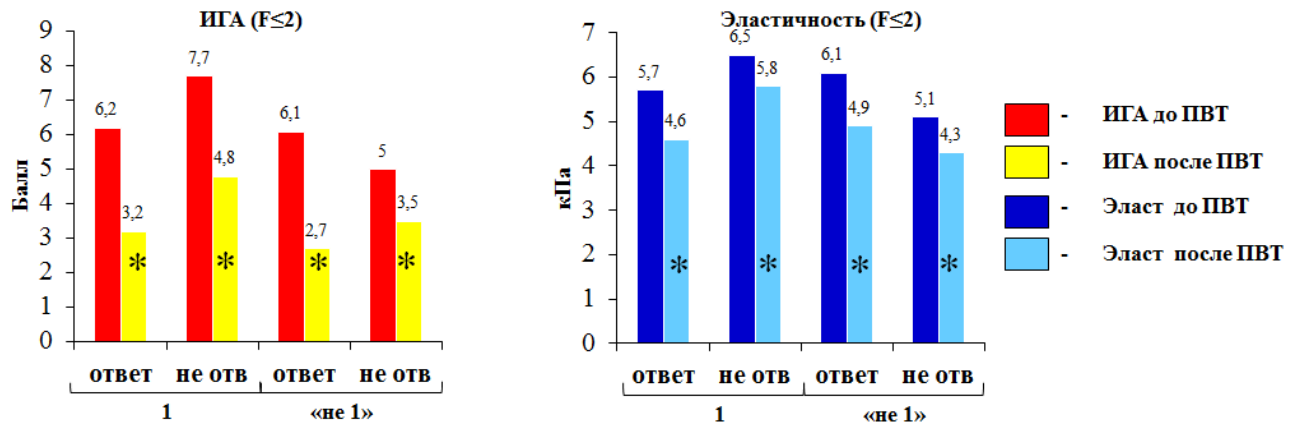 ИГА (F≤2)
9
8
7
6
5
4
3
2
1
0
Балл
6,2
3,2
7,7
4,8
6,1
2,7
5
3,5
*
*
*
*
ответ
не отв
ответ
не отв
1
«не 1»
Эластичность (F≤2)
7
6
5
4
3
2
1
0
кПа
5,7
4,6
6,5
5,8
6,1
4,9
5,1
4,3
*
*
*
*
ответ
не отв
ответ
не отв
1
«не 1»
- ИГА до ПВТ
- ИГА после ПВТ
- Эласт до ПВТ
- Эласт после ПВТ